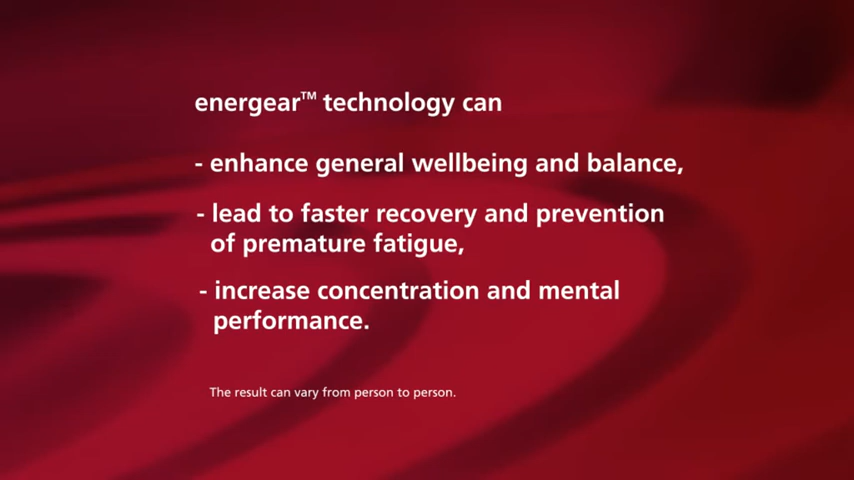 energear™ technology can
- enhance general wellbeing and balance,
- lead to faster recovery and prevention
of premature fatigue,
- increase concentration and mental
performance.
The result can vary from person to person.